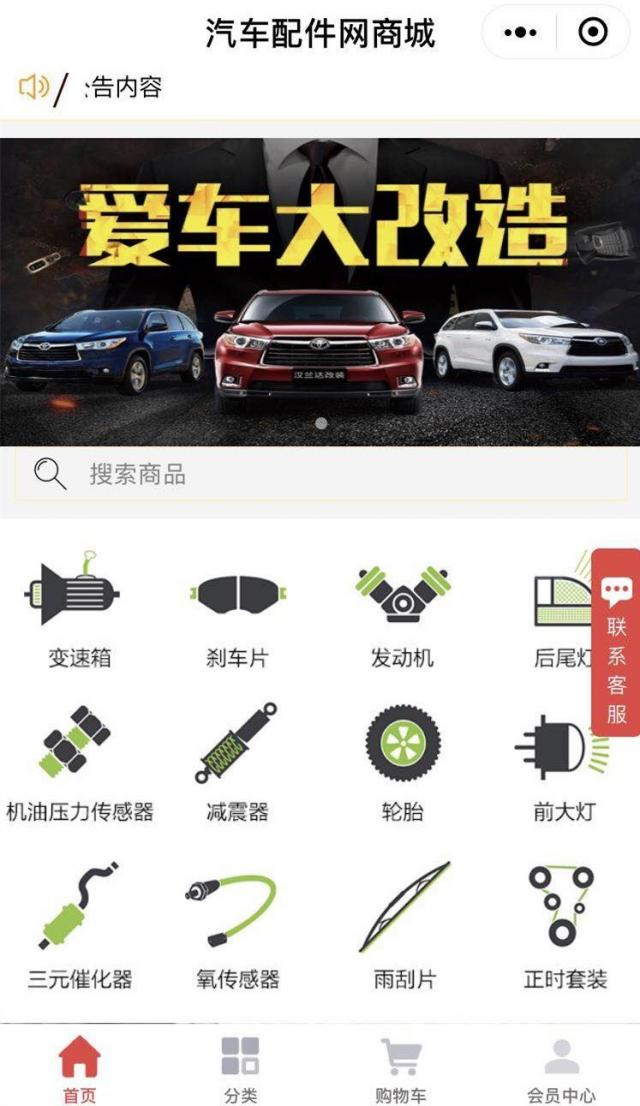 汽车配件网商城
公告内容
爱车大改造
汉兰达改装
搜索商品
变速箱
刹车片
发动机
后尾灯
联系客服
机油压力传感器
减震器
轮胎
前大灯
三元催化器
氧传感器
雨刮片
正时套装
首页
分类
购物车
会员中心